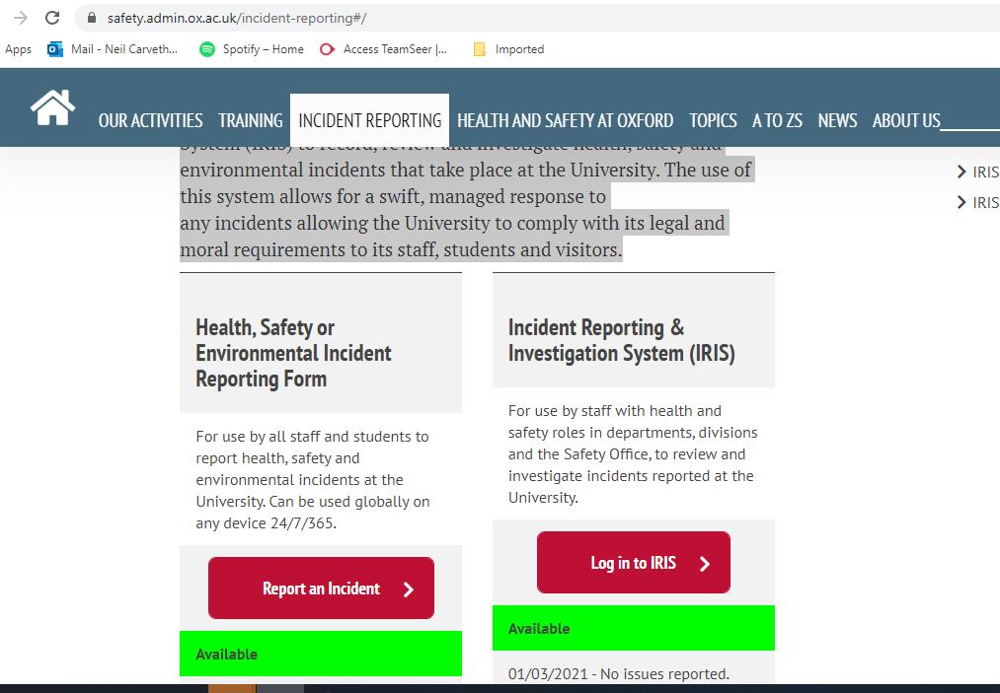 safety.admin.ox.ac.uk/incident-reporting#/
Apps Mail - Neil Carveth... Spotify – Home Access TeamSeer |... Imported
OUR ACTIVITIES TRAINING INCIDENT REPORTING HEALTH AND SAFETY AT OXFORD TOPICS A TO ZS NEWS ABOUT US
System (IRIS) to record, review and investigate health, safety and
environmental incidents that take place at the University. The use of
this system allows for a swift, managed response to
any incidents allowing the University to comply with its legal and
moral requirements to its staff, students and visitors.
IRIS
IRIS
Health, Safety or
Environmental Incident
Reporting Form
For use by all staff and students to
report health, safety and
environmental incidents at the
University. Can be used globally on
any device 24/7/365.
Report an Incident
Available
Incident Reporting &
Investigation System (IRIS)
For use by staff with health and
safety roles in departments, divisions
and the Safety Office, to review and
investigate incidents reported at the
University.
Log in to IRIS
Available
01/03/2021 - No issues reported.